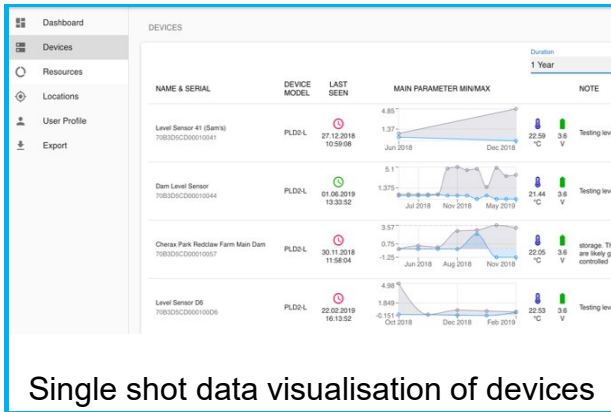 Dashboard
Devices
Resources
Locations
User Profile
Export
DEVICES
Duration
1 Year
NAME & SERIAL DEVICE MODEL LAST SEEN MAIN PARAMETER MIN/MAX NOTE
Level Sensor 41 (Sam's)
70B3D5CD00010041
PLD2-L
27.12.2018
10:59:08
4.85
1.37
Jun 2018 Dec 2018
22.59
°C
3.6
V
Testing leve
Dam Level Sensor
70B3D5CD00010044
PLD2-L
01.06.2019
13:33:52
5.1
1.375
Jul 2018 Nov 2018 May 2019
21.44
°C
3.6
V
Testing leve
Cherax Park Redclaw Farm Main Dam
70B3D5CD00010057
PLD2-L
30.11.2018
11:58:04
3.57
0.75
-1.25
Jun 2018 Aug 2018 Nov 2018
22.05
°C
3.6
V
storage. Th
are likely g
controlled
Level Sensor D6
70B3D5CD000100D6
PLD2-L
22.02.2019
16:13:52
4.98
1.849
-0.151
Oct 2018 Dec 2018 Feb 2019
22.53
°C
3.6
V
Testing leve
Single shot data visualisation of devices